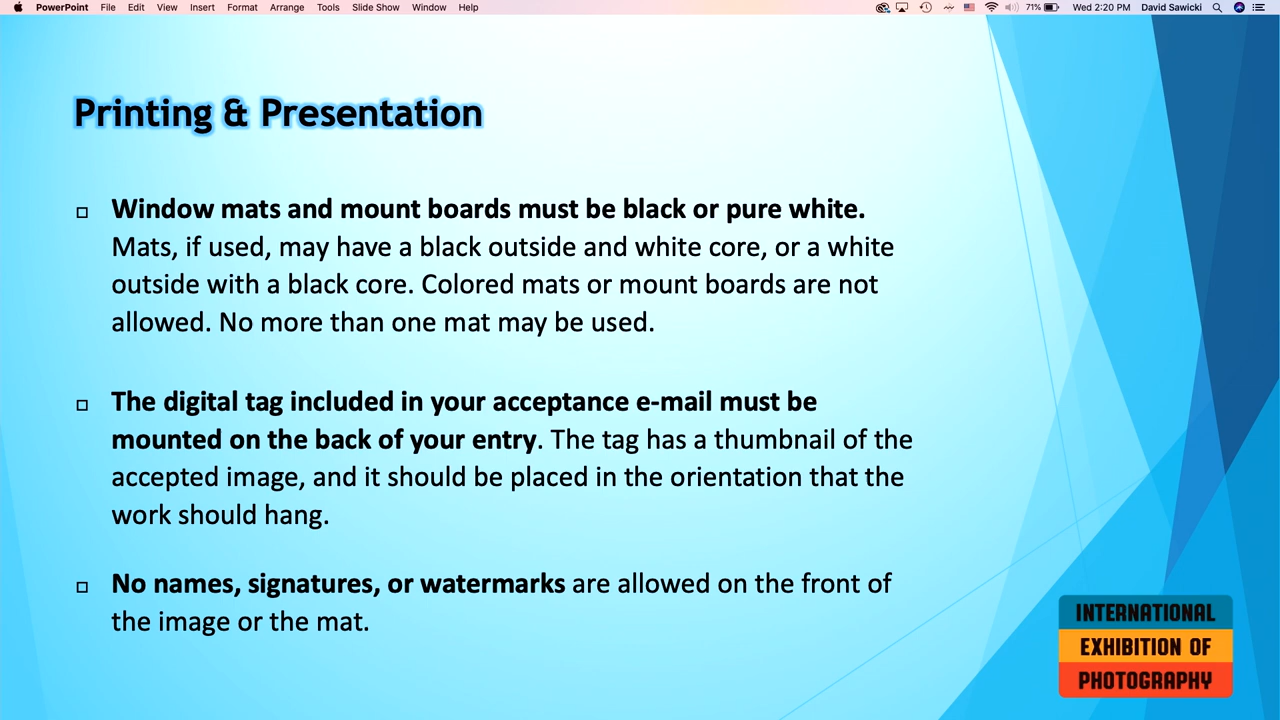 PowerPoint File Edit View Insert Format Arrange Tools Slide Show Window Help 71% Wed 2:20 PM David Sawicki
Printing & Presentation
Window mats and mount boards must be black or pure white.
Mats, if used, may have a black outside and white core, or a white
outside with a black core. Colored mats or mount boards are not
allowed. No more than one mat may be used.
The digital tag included in your acceptance e-mail must be
mounted on the back of your entry. The tag has a thumbnail of the
accepted image, and it should be placed in the orientation that the
work should hang.
No names, signatures, or watermarks are allowed on the front of
the image or the mat.
INTERNATIONAL
EXHIBITION OF
PHOTOGRAPHY